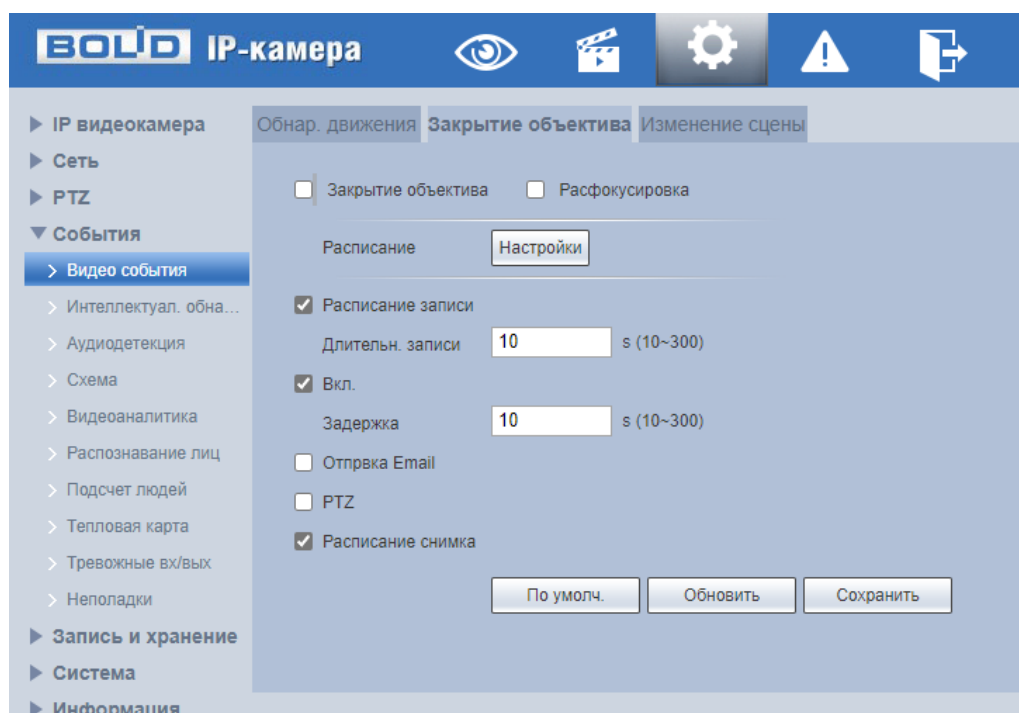 BOLID IP-камера
IP видеокамера
Сеть
PTZ
События
Видео события
Интеллектуал. обна...
Аудиодетекция
Схема
Видеоаналитика
Распознавание лиц
Подсчет людей
Тепловая карта
Тревожные вх/вых
Неполадки
Запись и хранение
Система
Информация
Обнар. движения Закрытие объектива Изменение сцены
Закрытие объектива Расфокусировка
Расписание Настройки
Расписание записи
Длительн. записи 10 s (10~300)
Вкл.
Задержка 10 s (10~300)
Отпрвка Email
PTZ
Расписание снимка
По умолч. Обновить Сохранить